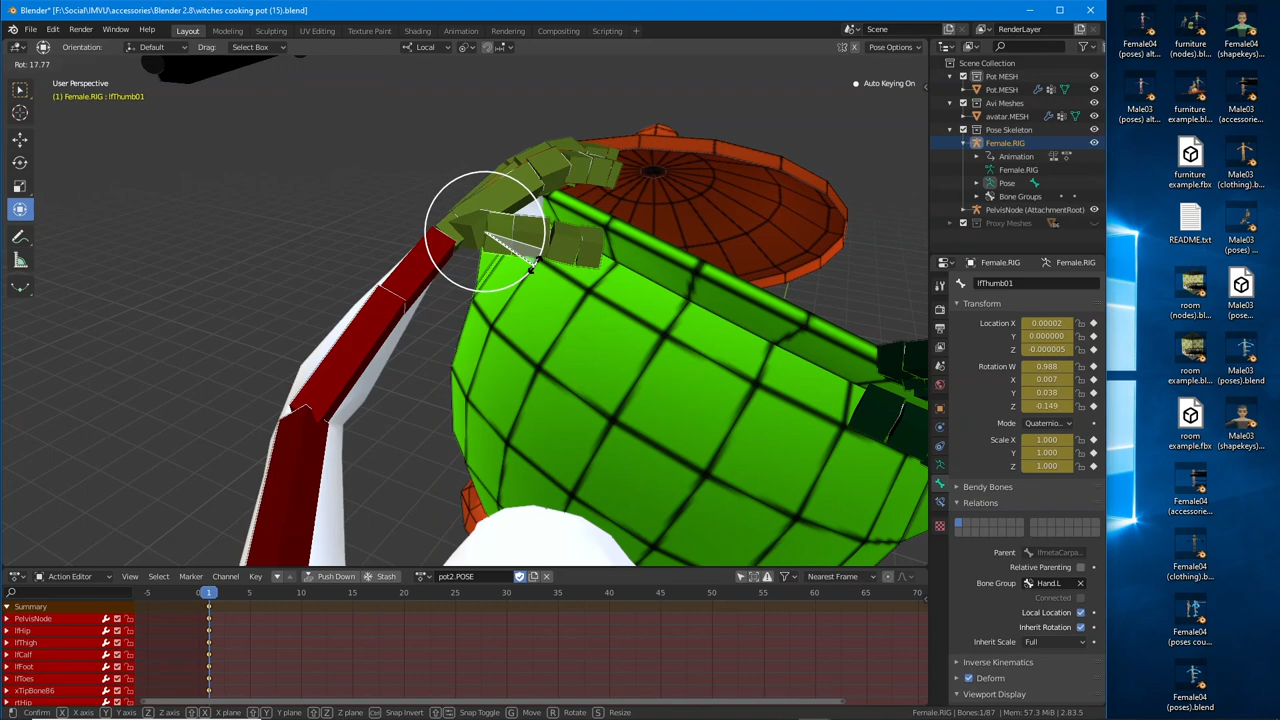 Blender* [F:\Social\IMVU\accessories\Blender 2.8\witches cooking pot (15).blend]
File Edit Render Window Help Layout Modeling Sculpting UV Editing Texture Paint Shading Animation Rendering Compositing Scripting + Scene RenderLayer
Orientation: Default Drag: Select Box Local Pose Options
Rot: 17.77
User Perspective
(1) Female.RIG : lfThumb01
Auto Keying On
Scene Collection
Pot MESH
Pot.MESH
Avi Meshes
avatar.MESH
Pose Skeleton
Female.RIG
Animation
Female.RIG
Pose
Bone Groups
PelvisNode (AttachmentRoot)
Proxy Meshes
Female.RIG Female.RIG
lfThumb01
Transform
Location X 0.00002
Y 0.000000
Z -0.000005
Rotation W 0.988
X 0.007
Y 0.038
Z -0.149
Mode Quaternio...
Scale X 1.000
Y 1.000
Z 1.000
Bendy Bones
Relations
Parent lfmetaCarpa...
Relative Parenting
Bone Group Hand.L
Connected
Local Location
Inherit Rotation
Inherit Scale Full
Inverse Kinematics
Deform
Viewport Display
Action Editor View Select Marker Channel Key Push Down Stash pot2.POSE Nearest Frame
-5 0 1 5 10 15 20 25 30 35 40 45 50 55 60 65 70
Summary
PelvisNode
lfHip
lfThigh
lfCalf
lfFoot
lfToes
xTipBone86
rtHip
Confirm X X axis Y Y axis Z Z axis X X plane Y Y plane Z Z plane Ctrl Snap Invert Snap Toggle G Move R Rotate S Resize
Female.RIG | Bones:1/87 | Mem: 57.3 MiB | 2.83.5
Female04
(poses) alt...
furniture
(nodes).bl...
Female04
(shapekeys)...
Male03
(poses) alt...
furniture
example.bl...
Male03
(accessorie...
furniture
example.fbx
Male03
(clothing).b...
README.txt
Male03
(poses cou...
room
(nodes).bl...
Male03
(pose...
room
example.bl...
Male03
(poses).blend
room
example.fbx
Male03
(shapekeys)...
Female04
(accessorie...
Female04
(clothing)...
Female04
(poses cou...
Female04
(poses).blend